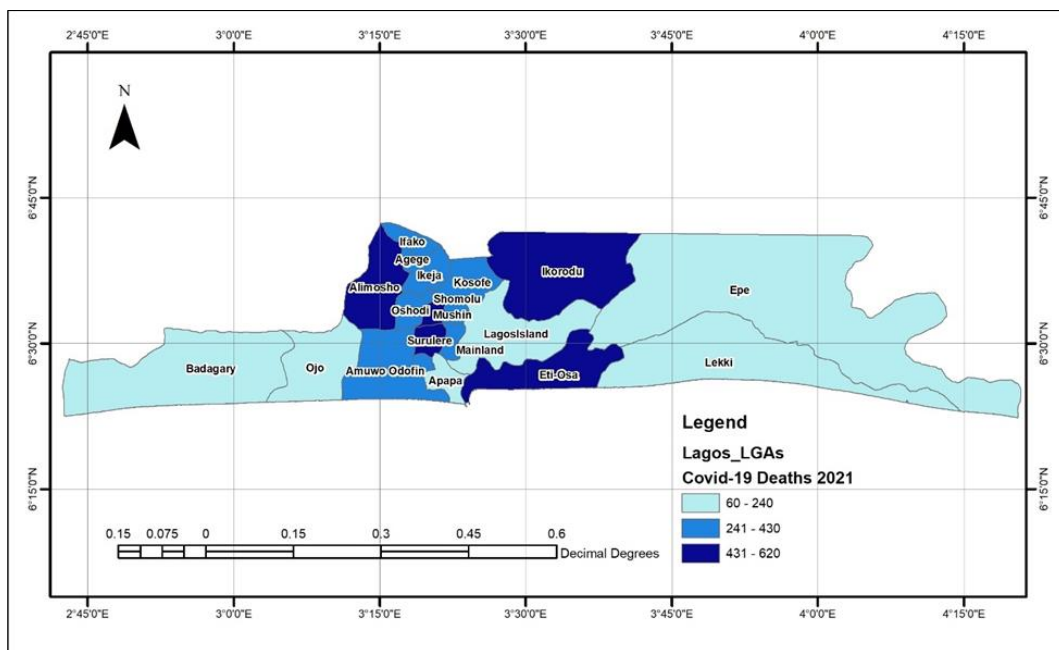 2°45'0"E 3°0'0"E 3°15'0"E 3°30'0"E 3°45'0"E 4°0'0"E 4°15'0"E
N
6°45'0"N 6°45'0"N
Ifako
Agege
Ikeja
Kosofe
Ikorodu
Alimosho
Epe
Shomolu
Oshodi
Mushin
LagosIsland
6°30'0"N 6°30'0"N
Surulere
Mainland
Badagary
Ojo
Amuwo Odofin
Apapa
Eti-Osa
Lekki
Legend
Lagos_LGAs
Covid-19 Deaths 2021
60 - 240
241 - 430
431 - 620
6°15'0"N 6°15'0"N
0.15 0.075 0 0.15 0.3 0.45 0.6
Decimal Degrees
2°45'0"E 3°0'0"E 3°15'0"E 3°30'0"E 3°45'0"E 4°0'0"E 4°15'0"E